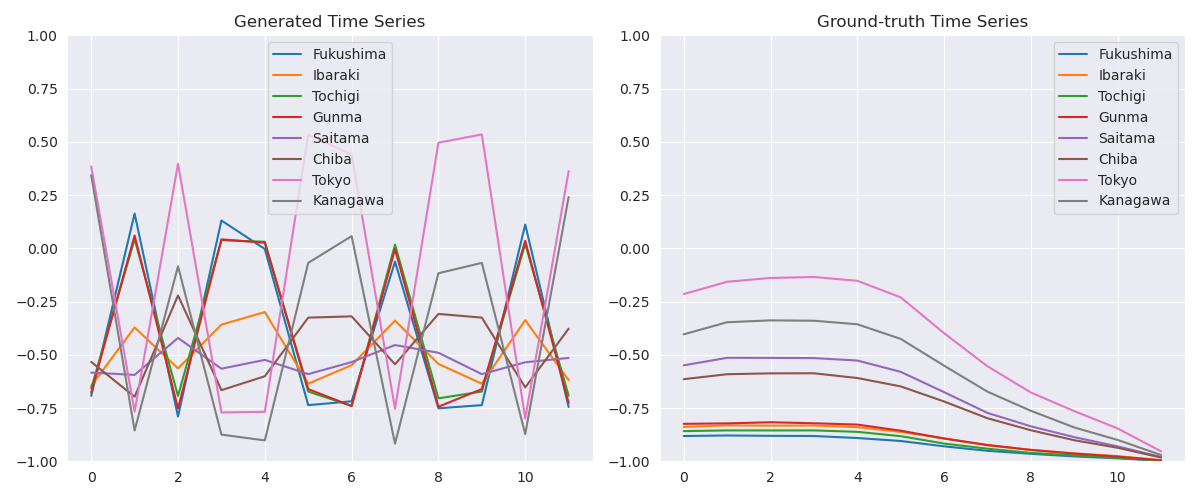 Generated Time Series
1.00
0.75
0.50
0.25
0.00
−0.25
−0.50
−0.75
−1.00
0
2
4
6
8
10
Fukushima
Ibaraki
Tochigi
Gunma
Saitama
Chiba
Tokyo
Kanagawa
Ground-truth Time Series
1.00
0.75
0.50
0.25
0.00
−0.25
−0.50
−0.75
−1.00
0
2
4
6
8
10
Fukushima
Ibaraki
Tochigi
Gunma
Saitama
Chiba
Tokyo
Kanagawa